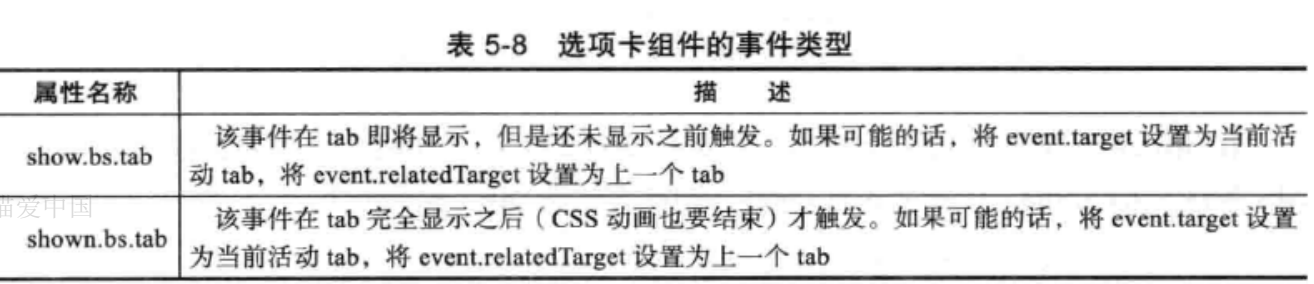 表 5-8 选项卡组件的事件类型
属性名称 描 述
show.bs.tab
该事件在 tab 即将显示，但是还未显示之前触发。如果可能的话，将 event.target 设置为当前活
动 tab，将 event.relatedTarget 设置为上一个 tab
猫爱中国
shown.bs.tab
该事件在 tab 完全显示之后（CSS 动画也要结束）才触发。如果可能的话，将 event.target 设置
为当前活动 tab，将 event.relatedTarget 设置为上一个 tab